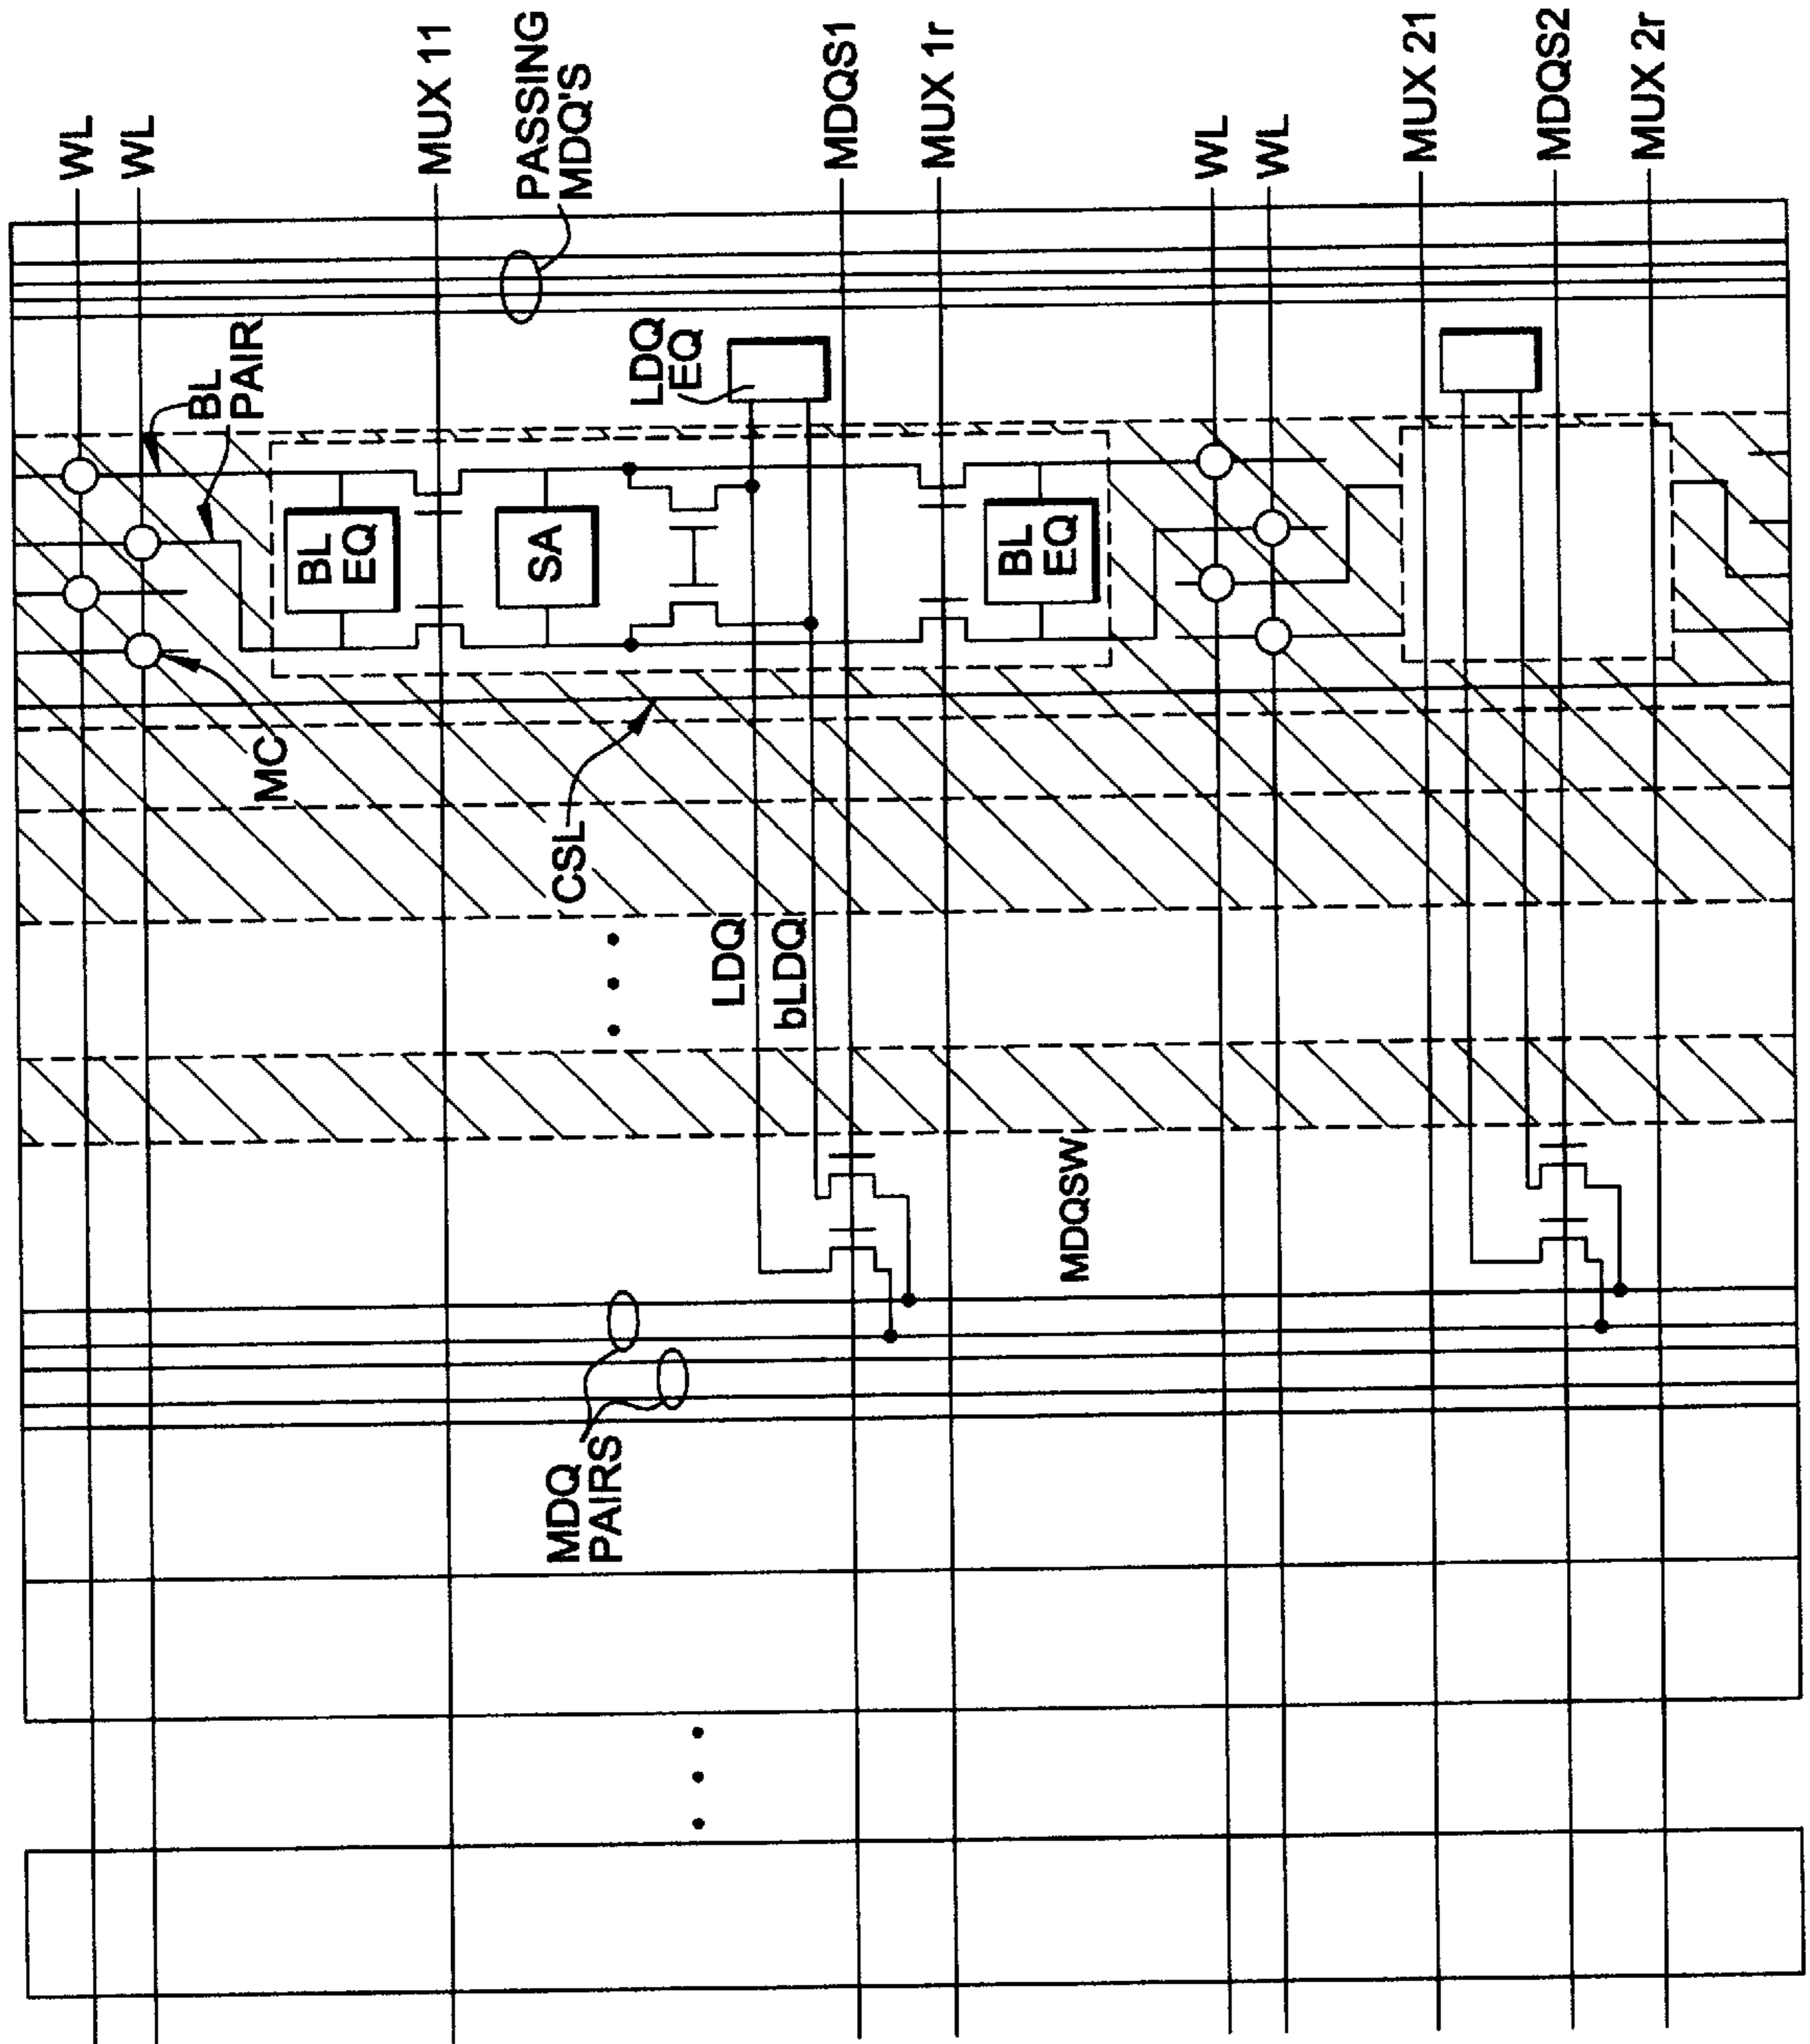 WL
WL
MUX 11
PASSING
MDQ'S
MDQS1
MUX 1r
WL
WL
MUX 21
MDQS2
MUX 2r
BL
PAIR
LDQ
EQ
BL
EQ
SA
BL
EQ
MC
CSL
LDQ
bLDQ
MDQSW
MDQ
PAIRS